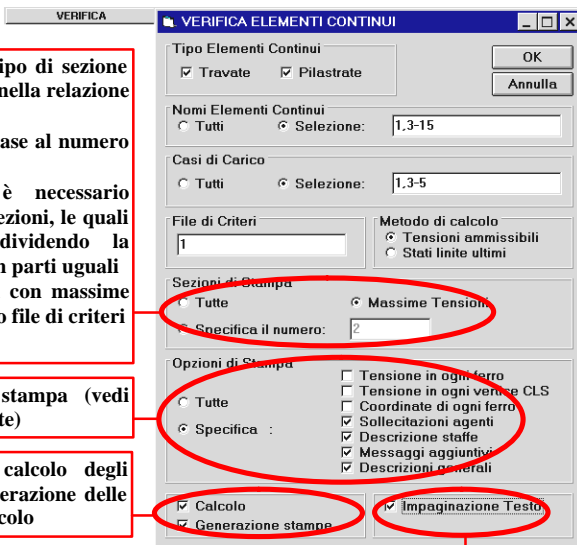 VERIFICA
VERIFICA ELEMENTI CONTINUI
Tipo Elementi Continui
Travate Pilastrate
OK
Annulla
Nomi Elementi Continui
Tutti Selezione: 1,3-15
Casi di Carico
Tutti Selezione: 1,3-5
File di Criteri
1
Metodo di calcolo
Tensioni ammissibili
Stati linite ultimi
Sezioni di Stampa
Tutte Massime Tensioni
Specifica il numero: 2
Opzioni di Stampa
Tutte
Specifica :
Tensione in ogni ferro
Tensione in ogni vertice CLS
Coordinate di ogni ferro
Sollecitazioni agenti
Descrizione staffe
Messaggi aggiuntivi
Descrizioni generali
Calcolo
Generazione stampe
Impaginazione Testo
ipo di sezione
nella relazione
ase al numero
è necessario
ezioni, le quali
dividendo la
n parti uguali
con massime
o file di criteri
stampa (vedi
te)
calcolo degli
erazione delle
colo